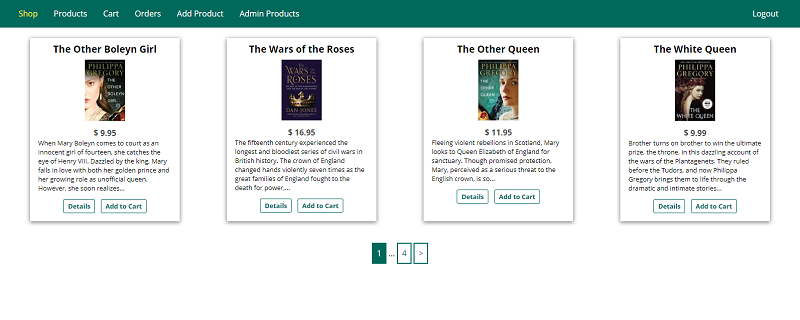 Shop Products Cart Orders Add Product Admin Products Logout
The Other Boleyn Girl
PHILIPPA
GREGORY
THE
OTHER
BOLEYN
GIRL
$ 9.95
When Mary Boleyn comes to court as an
innocent girl of fourteen, she catches the
eye of Henry VIII. Dazzled by the king, Mary
falls in love with both her golden prince and
her growing role as unofficial queen.
However, she soon realizes...
Details Add to Cart
The Wars of the Roses
THE
WARS
OF THE
ROSES
DAN JONES
$ 16.95
The fifteenth century experienced the
longest and bloodiest series of civil wars in
British history. The crown of England
changed hands violently seven times as the
great families of England fought to the
death for power,...
Details Add to Cart
The Other Queen
PHILIPPA
GREGORY
THE
OTHER
QUEEN
$ 11.95
Fleeing violent rebellions in Scotland, Mary
looks to Queen Elizabeth of England for
sanctuary. Though promised protection,
Mary, perceived as a serious threat to the
English crown, is so...
Details Add to Cart
The White Queen
PHILIPPA
GREGORY
THE
WHITE QUEEN
$ 9.99
Brother turns on brother to win the ultimate
prize, the throne, in this dazzling account of
the wars of the Plantagenets. They ruled
before the Tudors, and now Philippa
Gregory brings them to life through the
dramatic and intimate stories...
Details Add to Cart
1 ... 4 >